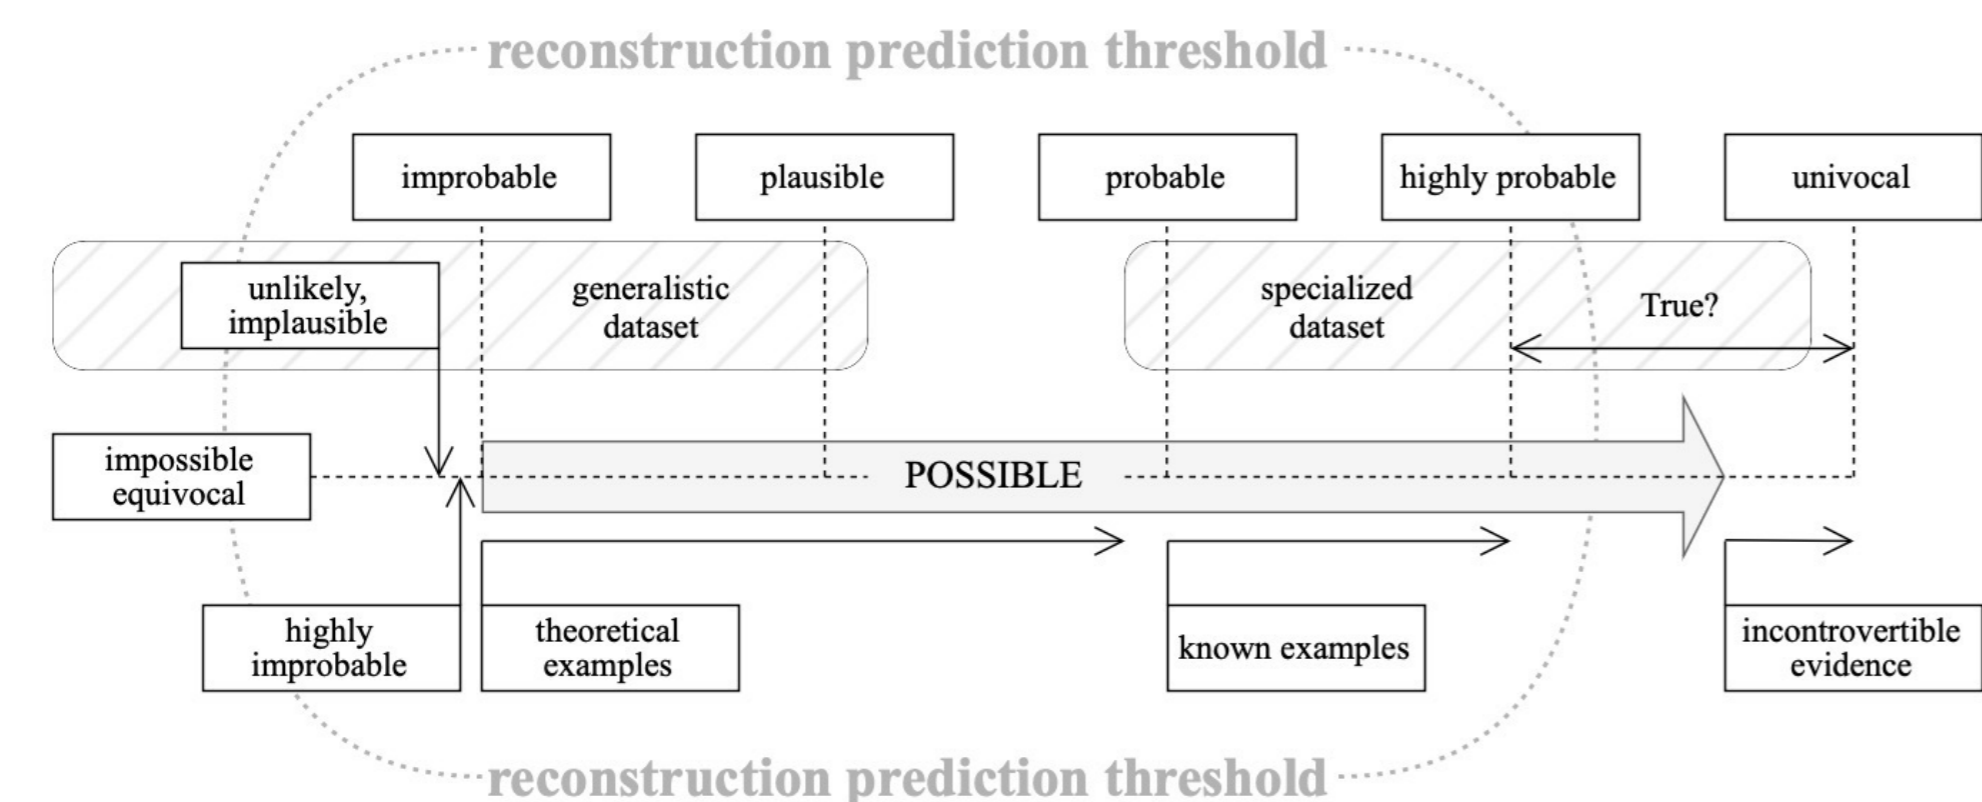 reconstruction prediction threshold
improbable
plausible
probable
highly probable
univocal
unlikely,
implausible
generalistic
dataset
specialized
dataset
True?
impossible
equivocal
POSSIBLE
highly
improbable
theoretical
examples
known examples
incontrovertible
evidence
reconstruction prediction threshold